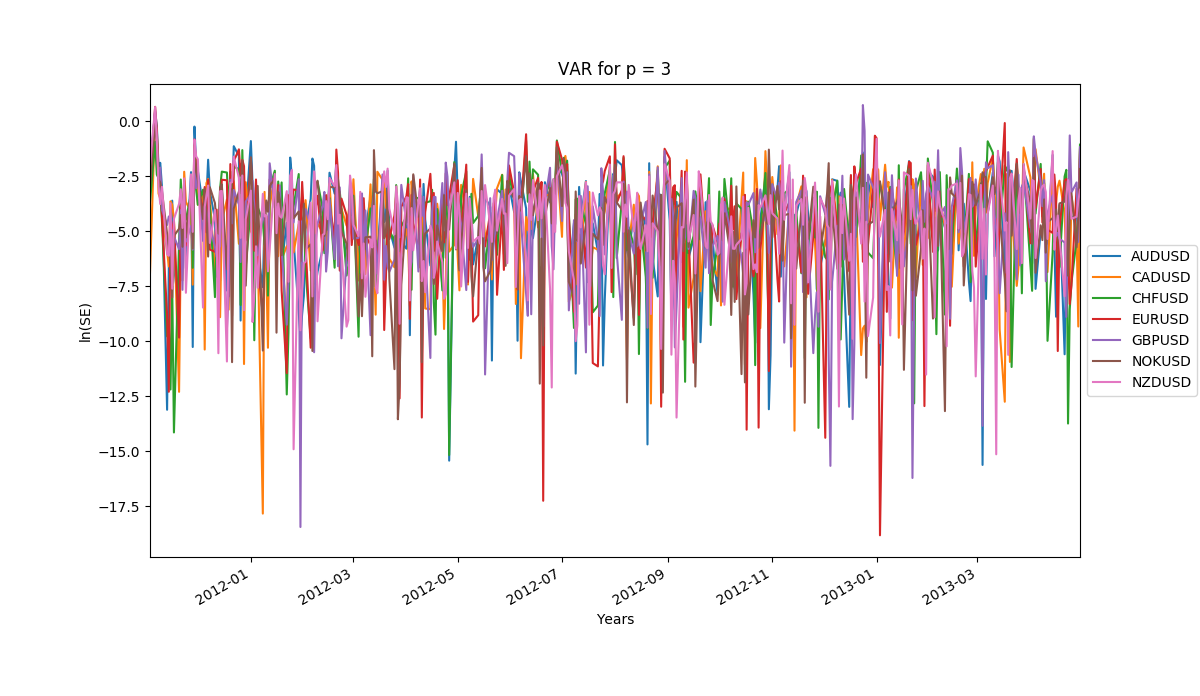 VAR for p = 3
ln(SE)
0.0
−2.5
−5.0
−7.5
−10.0
−12.5
−15.0
−17.5
2012-01
2012-03
2012-05
2012-07
2012-09
2012-11
2013-01
2013-03
Years
AUDUSD
CADUSD
CHFUSD
EURUSD
GBPUSD
NOKUSD
NZDUSD